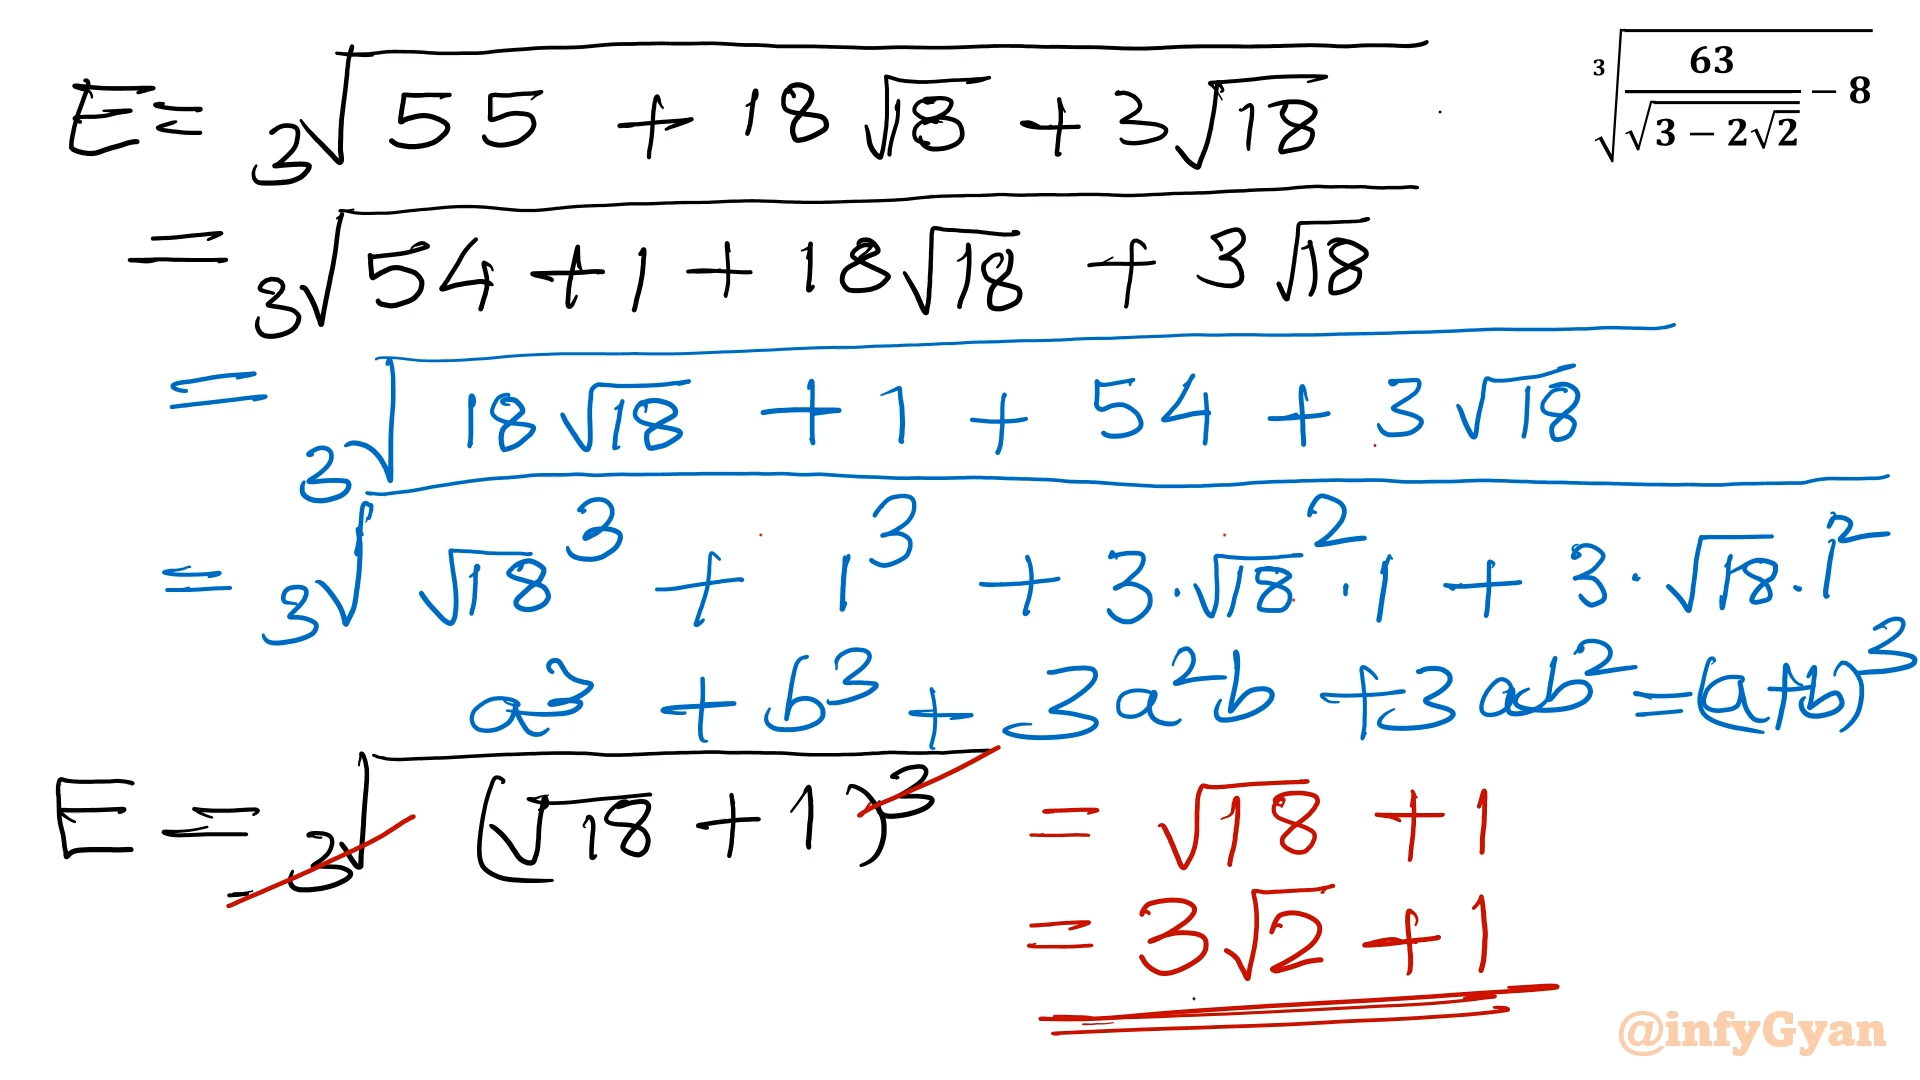 E = ∛(55 + 18√18 + 3√18)
∛(63/√(3 − 2√2) − 8)
= ∛(54 + 1 + 18√18 + 3√18)
= ∛(18√18 + 1 + 54 + 3√18)
= ∛(√18³ + 1³ + 3·√18²·1 + 3·√18·1²)
a³ + b³ + 3a²b + 3ab² = (a+b)³
E = ∛((√18 + 1)³) = √18 + 1
= 3√2 + 1
@infyGyan